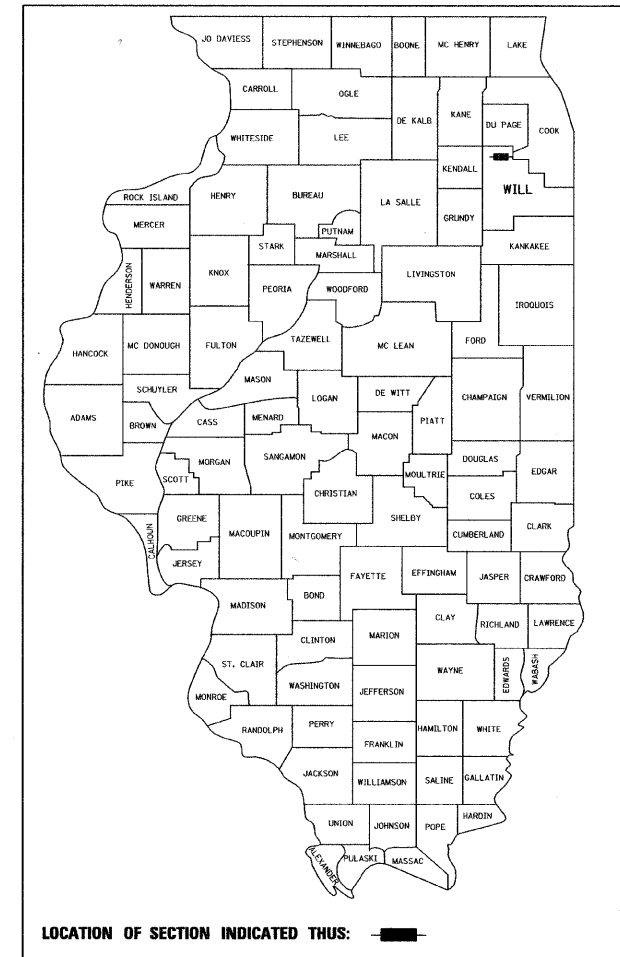 JO DAVIESS
STEPHENSON
WINNEBAGO
BOONE
MC HENRY
LAKE
CARROLL
OGLE
DE KALB
KANE
DU PAGE
COOK
WHITESIDE
LEE
KENDALL
WILL
ROCK ISLAND
HENRY
BUREAU
LA SALLE
GRUNDY
MERCER
PUTNAM
STARK
MARSHALL
KANKAKEE
HENDERSON
WARREN
KNOX
PEORIA
WOODFORD
LIVINGSTON
IROQUOIS
HANCOCK
MC DONOUGH
FULTON
TAZEWELL
MC LEAN
FORD
MASON
SCHUYLER
LOGAN
DE WITT
CHAMPAIGN
VERMILION
ADAMS
BROWN
CASS
MENARD
PIATT
MACON
SANGAMON
MORGAN
DOUGLAS
EDGAR
PIKE
SCOTT
MOULTRIE
CHRISTIAN
COLES
GREENE
MACOUPIN
SHELBY
CALHOUN
MONTGOMERY
CUMBERLAND
CLARK
JERSEY
FAYETTE
EFFINGHAM
JASPER
CRAWFORD
MADISON
BOND
CLAY
RICHLAND
LAWRENCE
CLINTON
MARION
ST. CLAIR
WAYNE
EDWARDS
WABASH
WASHINGTON
JEFFERSON
MONROE
RANDOLPH
PERRY
HAMILTON
WHITE
FRANKLIN
JACKSON
WILLIAMSON
SALINE
GALLATIN
UNION
JOHNSON
POPE
HARDIN
ALEXANDER
PULASKI
MASSAC
LOCATION OF SECTION INDICATED THUS: